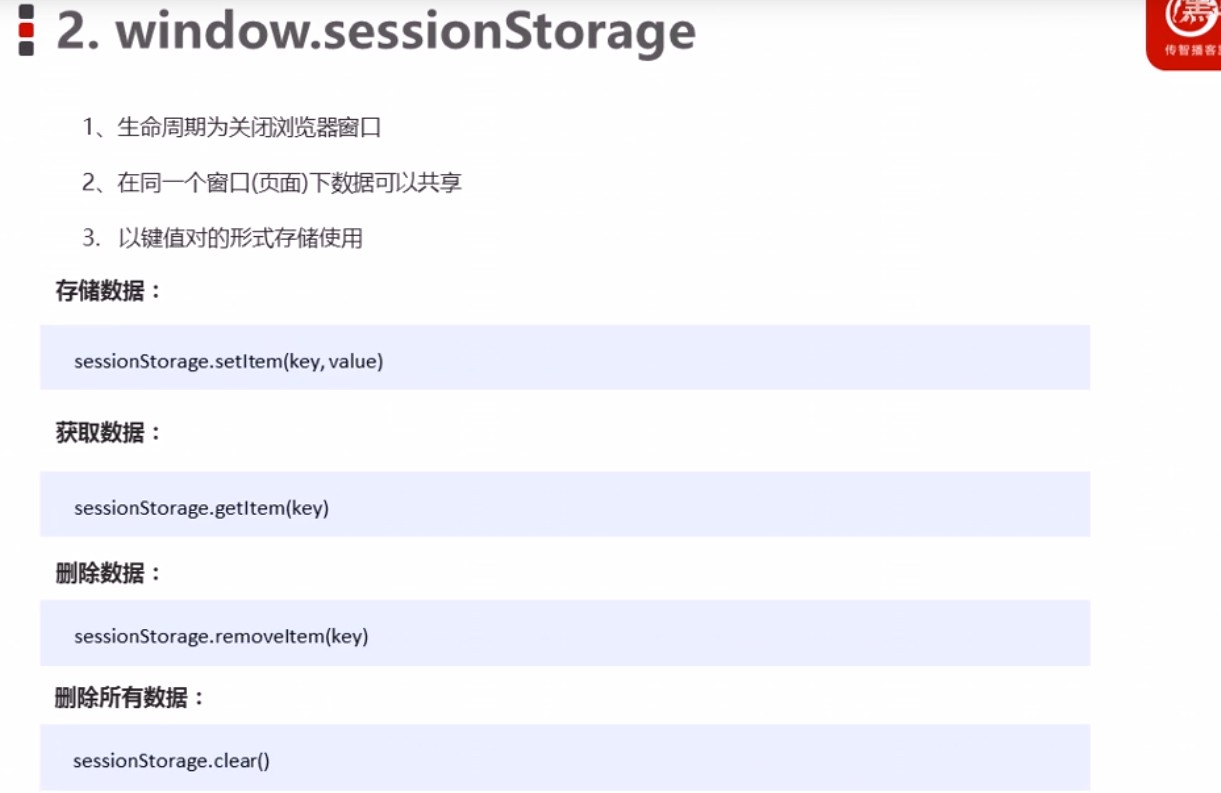 2. window.sessionStorage
传智播客
1、生命周期为关闭浏览器窗口
2、在同一个窗口(页面)下数据可以共享
3. 以键值对的形式存储使用
存储数据：
sessionStorage.setItem(key, value)
获取数据：
sessionStorage.getItem(key)
删除数据：
sessionStorage.removeItem(key)
删除所有数据：
sessionStorage.clear()